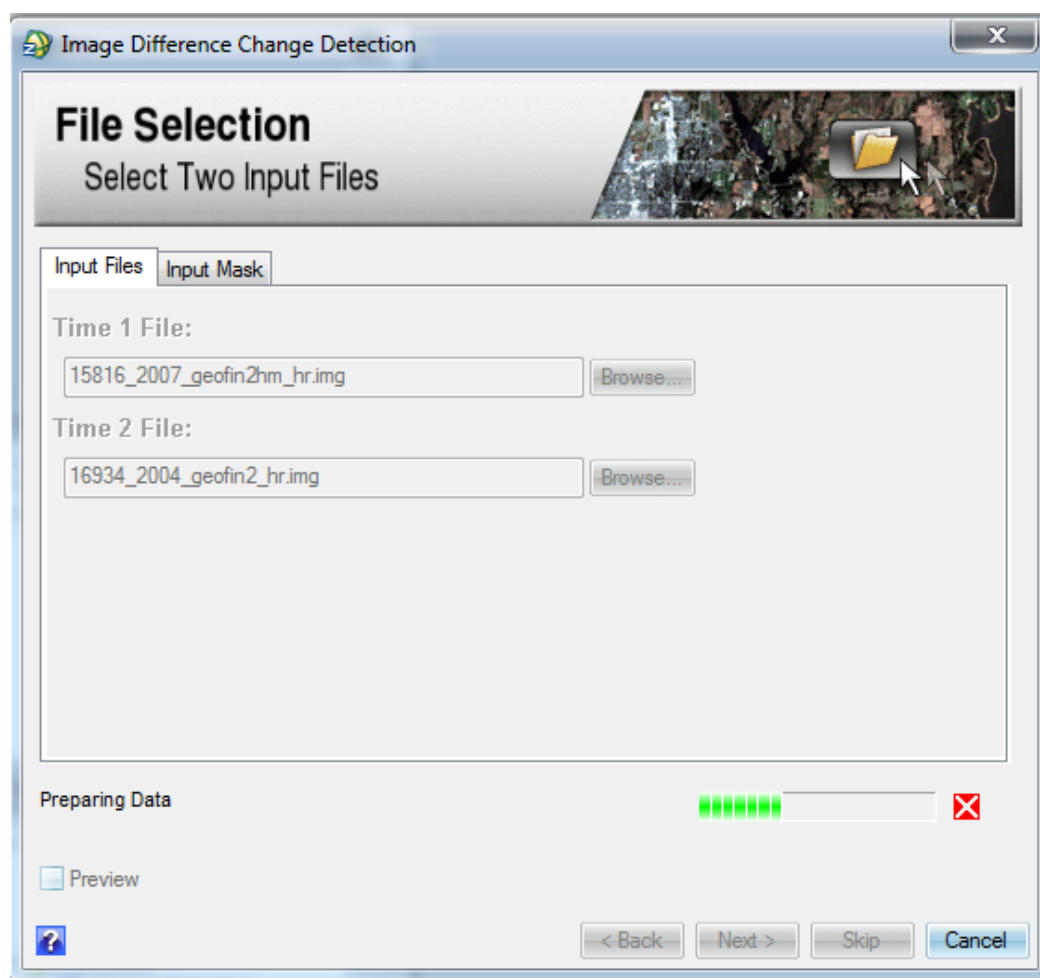 Image Difference Change Detection
File Selection
Select Two Input Files
Input Files Input Mask
Time 1 File:
15816_2007_geofin2hm_hr.img Browse...
Time 2 File:
16934_2004_geofin2_hr.img Browse...
Preparing Data
Preview
? < Back Next > Skip Cancel